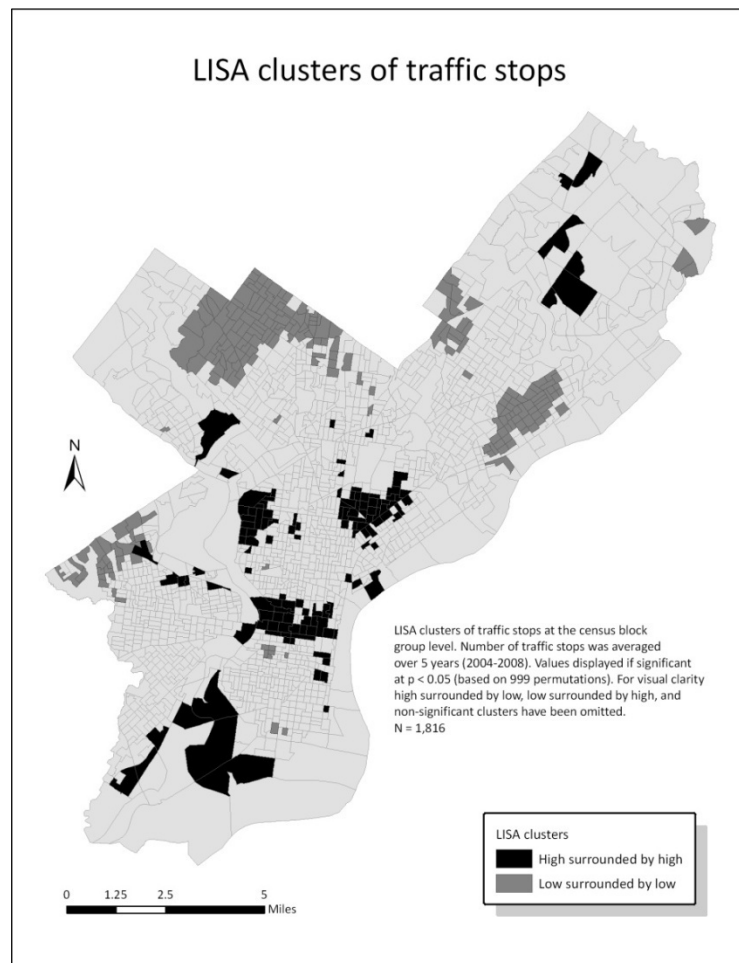 LISA clusters of traffic stops
N
LISA clusters of traffic stops at the census block
group level. Number of traffic stops was averaged
over 5 years (2004-2008). Values displayed if significant
at p < 0.05 (based on 999 permutations). For visual clarity
high surrounded by low, low surrounded by high, and
non-significant clusters have been omitted.
N = 1,816
LISA clusters
High surrounded by high
Low surrounded by low
0 1.25 2.5 5
Miles